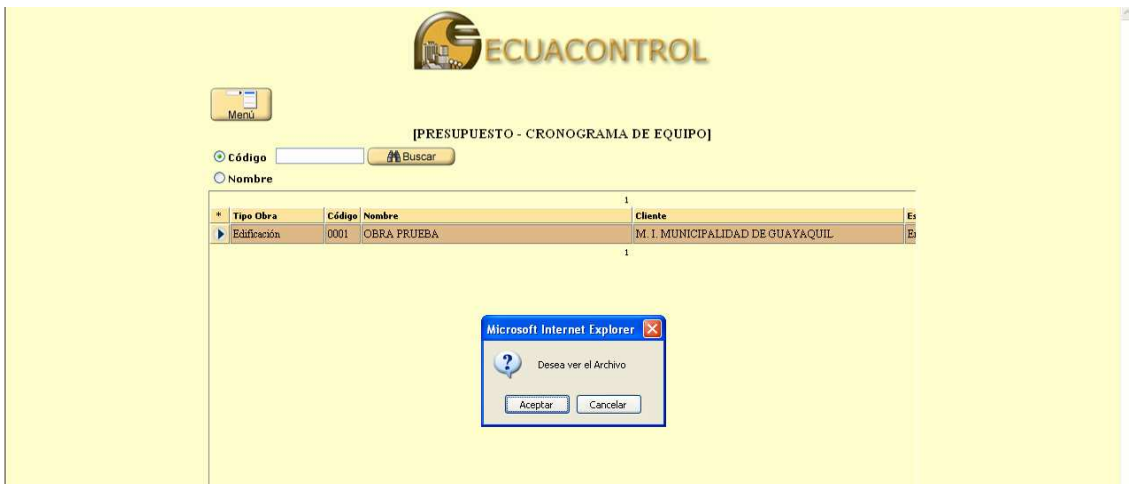 ECUACONTROL
Menú
[PRESUPUESTO - CRONOGRAMA DE EQUIPO]
Código Buscar
Nombre
1
* Tipo Obra Código Nombre Cliente Es
Edificación 0001 OBRA PRUEBA M. I. MUNICIPALIDAD DE GUAYAQUIL
1
Microsoft Internet Explorer
Desea ver el Archivo
Aceptar Cancelar